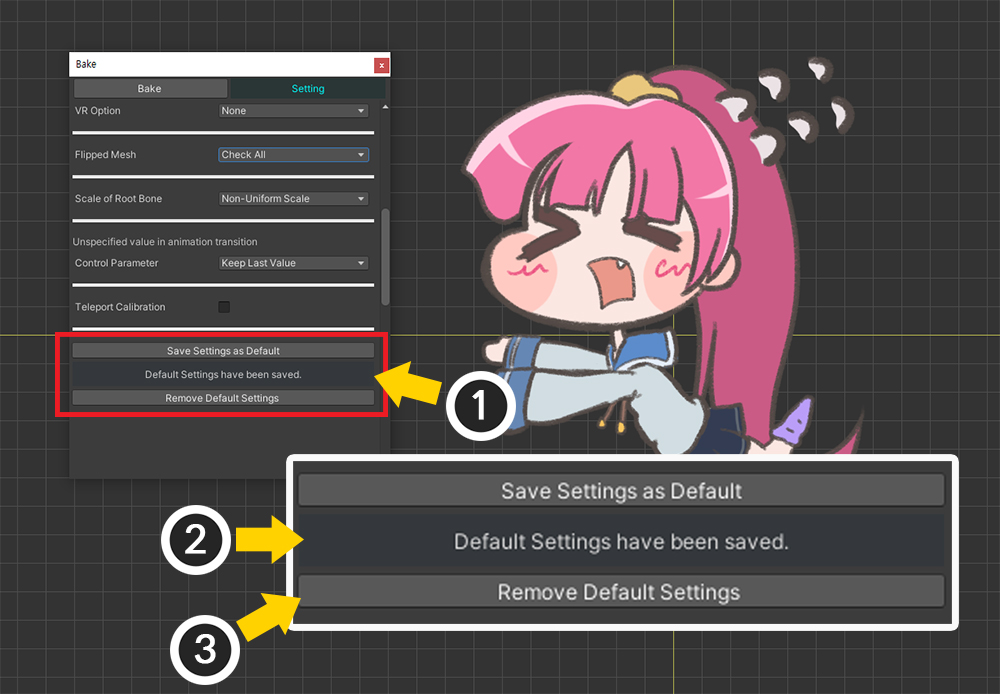 Bake
x
Bake Setting
VR Option None
Flipped Mesh Check All
Scale of Root Bone Non-Uniform Scale
Unspecified value in animation transition
Control Parameter Keep Last Value
Teleport Calibration
Save Settings as Default
Default Settings have been saved.
Remove Default Settings
1
Save Settings as Default
2
Default Settings have been saved.
Remove Default Settings
3